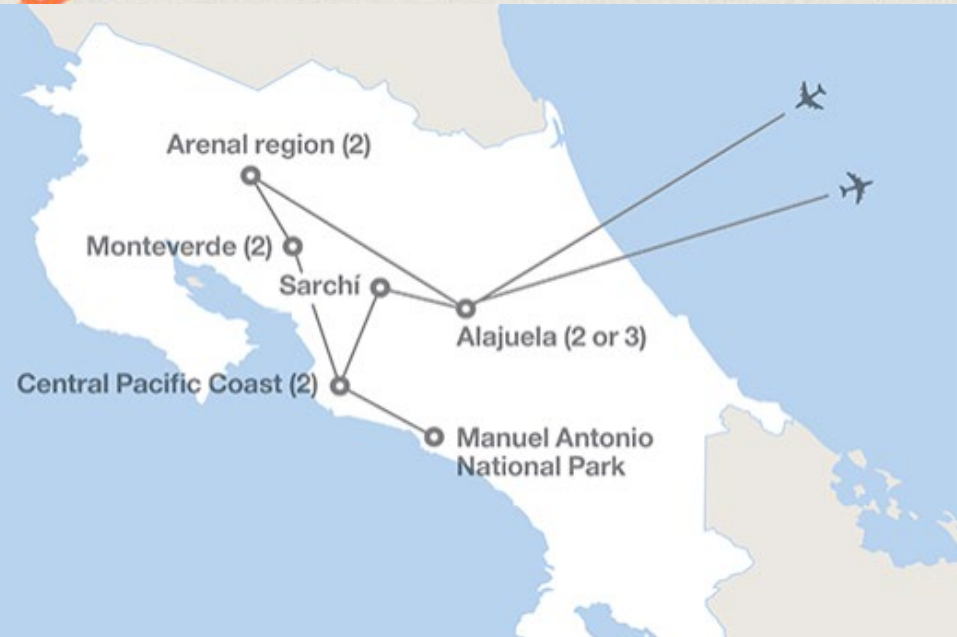 Arenal region (2)
Monteverde (2)
Sarchí
Alajuela (2 or 3)
Central Pacific Coast (2)
Manuel Antonio
National Park